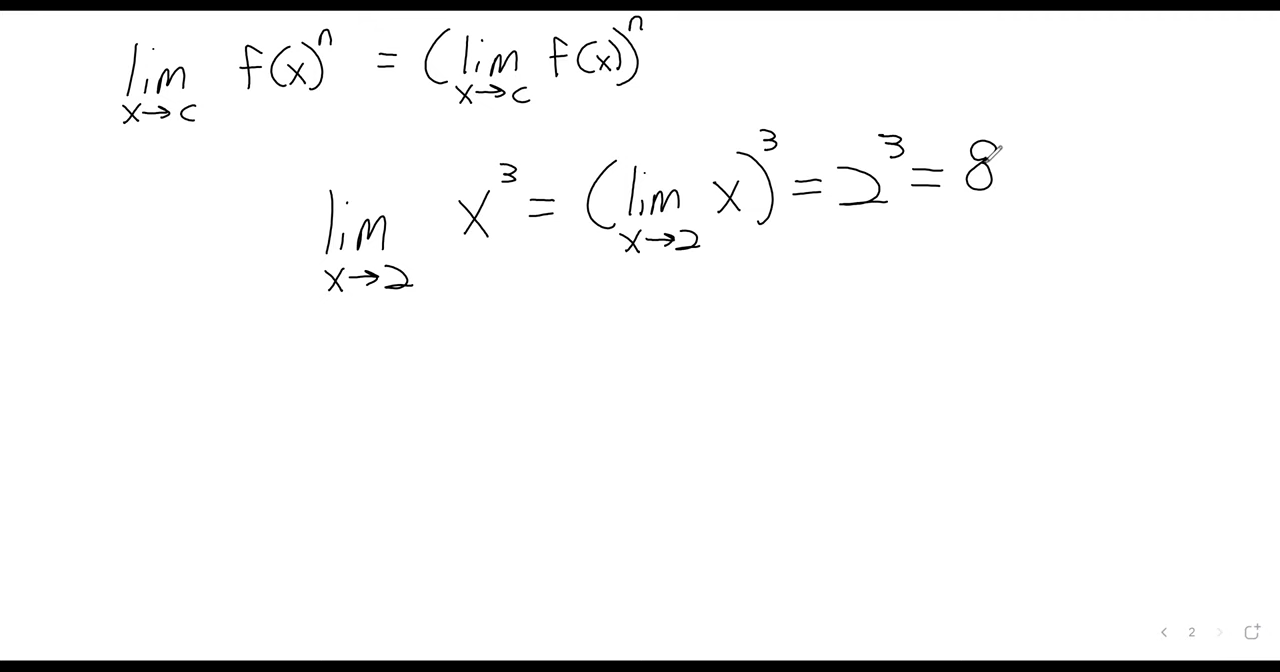 lim x→c f(x)^n = (lim x→c f(x))^n
lim x→2 x^3 = (lim x→2 x)^3 = 2^3 = 8
< 2 >